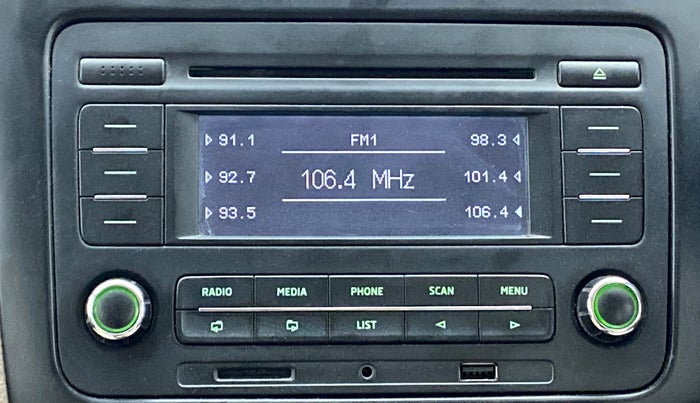 91.1 FM1 98.3
92.7 106.4 MHz 101.4
93.5 106.4
RADIO MEDIA PHONE SCAN MENU
LIST